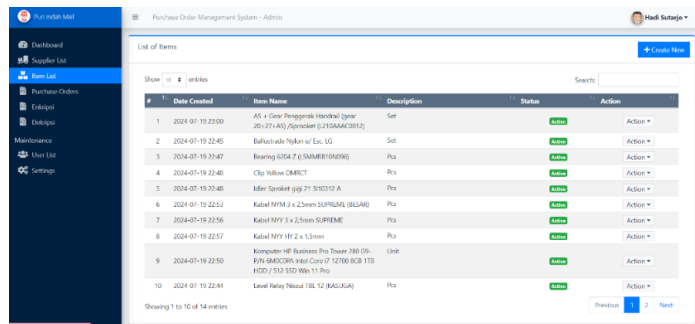 Puri Indah Mall
Purchase Order Management System - Admin
Hadi Sutarjo
Dashboard
Supplier List
Item List
Purchase Orders
Enkripsi
Dekripsi
Maintenance
User List
Settings
List of Items
+ Create New
Show 10 entries
Search:
# Date Created Item Name Description Status Action
1 2024-07-19 23:00 AS + Gear Penggerak Handrail (gear Set Active Action
20+27+AS) /Sprocket (L210AAAC0012)
2 2024-07-19 22:45 Ballustrade Nylon u/ Esc. LG Set Active Action
3 2024-07-19 22:47 Bearing 6204 Z Pcs Active Action
4 2024-07-19 22:48 Clip Yellow DMRCT Pcs Active Action
5 2024-07-19 22:48 Idler Sproket gigi 21 Pcs Active Action
6 2024-07-19 22:53 Kabel NYM 3 x 2,5mm SUPREME (BESAR) Pcs Active Action
7 2024-07-19 22:56 Kabel NYY 3 x 2,5mm SUPREME Pcs Active Action
8 2024-07-19 22:57 Kabel NYY HY 2 x 1,5mm Pcs Active Action
9 2024-07-19 22:50 Komputer HP Business Pro Tower 280 G9- Unit Active Action
P/N 6M0C0PA Intel Core i7 12700 8GB 1TB
HDD / 512 SSD Win 11 Pro
10 2024-07-19 22:44 Level Relay Nissui TBL 12 (KASUGA) Pcs Active Action
Showing 1 to 10 of 14 entries
Previous 1 2 Next